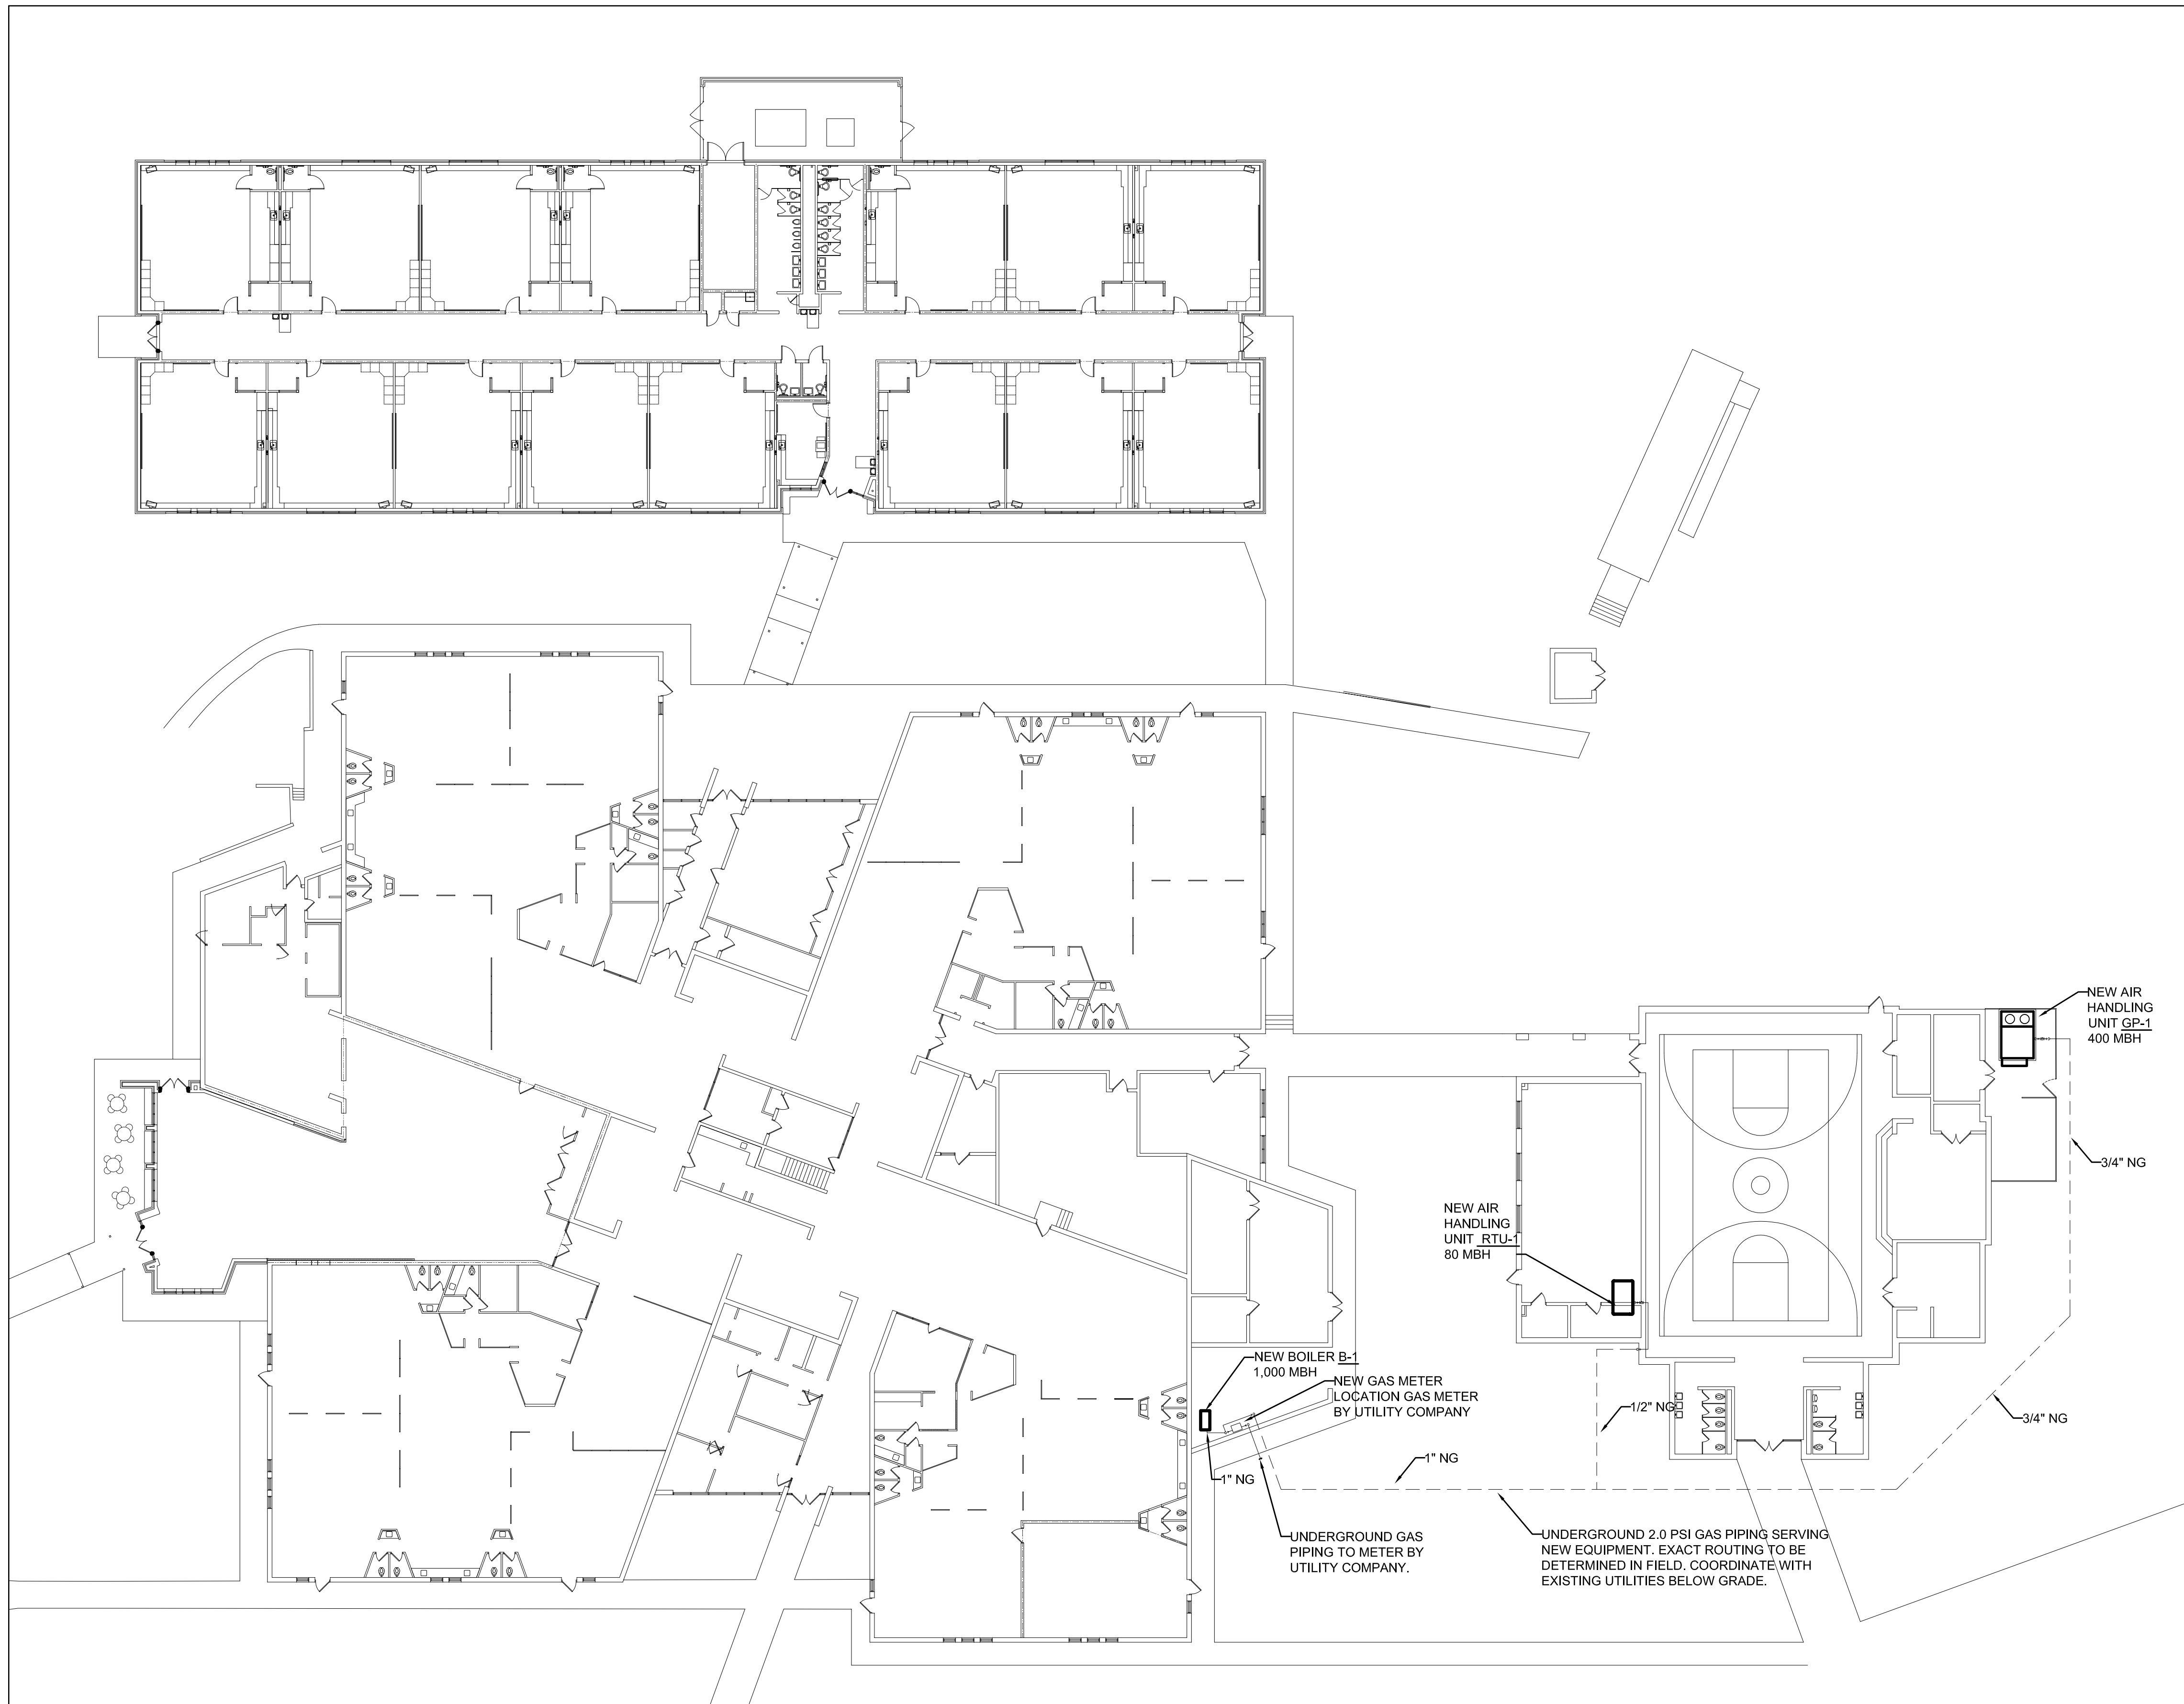 NEW AIR
HANDLING
UNIT GP-1
400 MBH
3/4" NG
NEW AIR
HANDLING
UNIT RTU-1
80 MBH
NEW BOILER B-1
1,000 MBH
NEW GAS METER
LOCATION GAS METER
BY UTILITY COMPANY
1/2" NG
3/4" NG
1" NG
1" NG
UNDERGROUND GAS
PIPING TO METER BY
UTILITY COMPANY.
UNDERGROUND 2.0 PSI GAS PIPING SERVING
NEW EQUIPMENT. EXACT ROUTING TO BE
DETERMINED IN FIELD. COORDINATE WITH
EXISTING UTILITIES BELOW GRADE.